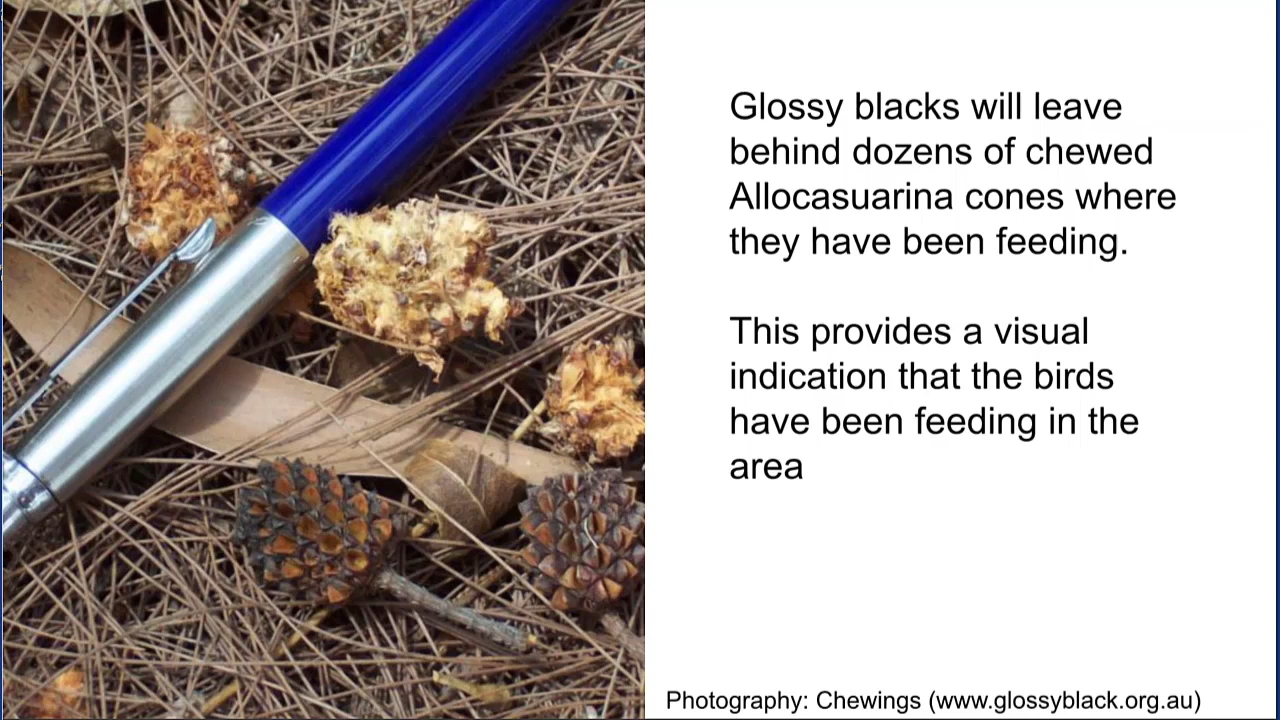 Glossy blacks will leave
behind dozens of chewed
Allocasuarina cones where
they have been feeding.
This provides a visual
indication that the birds
have been feeding in the
area
Photography: Chewings (www.glossyblack.org.au)